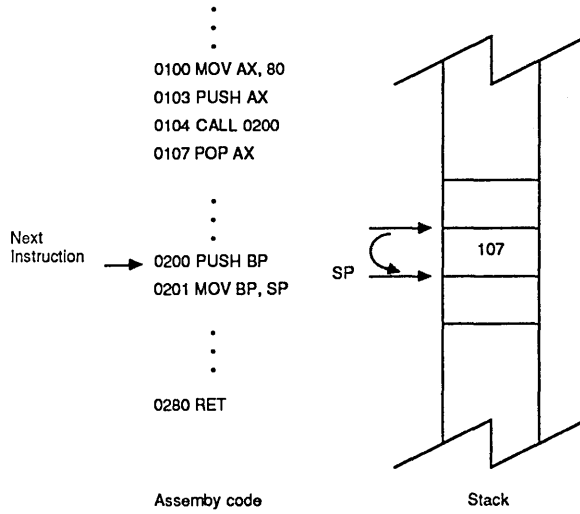 0100 MOV AX, 80
0103 PUSH AX
0104 CALL 0200
0107 POP AX
Next
Instruction
0200 PUSH BP
0201 MOV BP, SP
0280 RET
SP
107
Assemby code
Stack